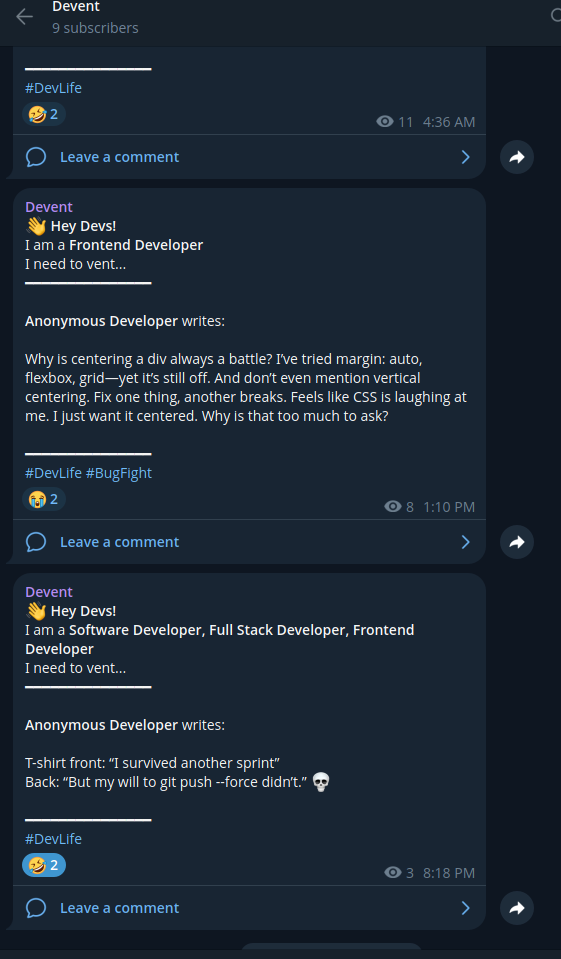 Devent
9 subscribers
#DevLife
🤣 2
11 4:36 AM
Leave a comment
Devent
👋 Hey Devs!
I am a Frontend Developer
I need to vent...
Anonymous Developer writes:
Why is centering a div always a battle? I’ve tried margin: auto,
flexbox, grid—yet it’s still off. And don’t even mention vertical
centering. Fix one thing, another breaks. Feels like CSS is laughing at
me. I just want it centered. Why is that too much to ask?
#DevLife #BugFight
😭 2
8 1:10 PM
Leave a comment
Devent
👋 Hey Devs!
I am a Software Developer, Full Stack Developer, Frontend
Developer
I need to vent...
Anonymous Developer writes:
T-shirt front: “I survived another sprint”
Back: “But my will to git push --force didn’t.” 💀
#DevLife
🤣 2
3 8:18 PM
Leave a comment